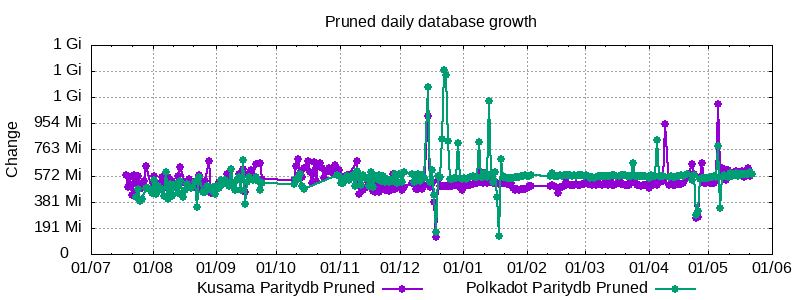 Pruned daily database growth
1 Gi
1 Gi
1 Gi
954 Mi
763 Mi
572 Mi
381 Mi
191 Mi
0
Change
01/07 01/08 01/09 01/10 01/11 01/12 01/01 01/02 01/03 01/04 01/05 01/06
Kusama Paritydb Pruned Polkadot Paritydb Pruned